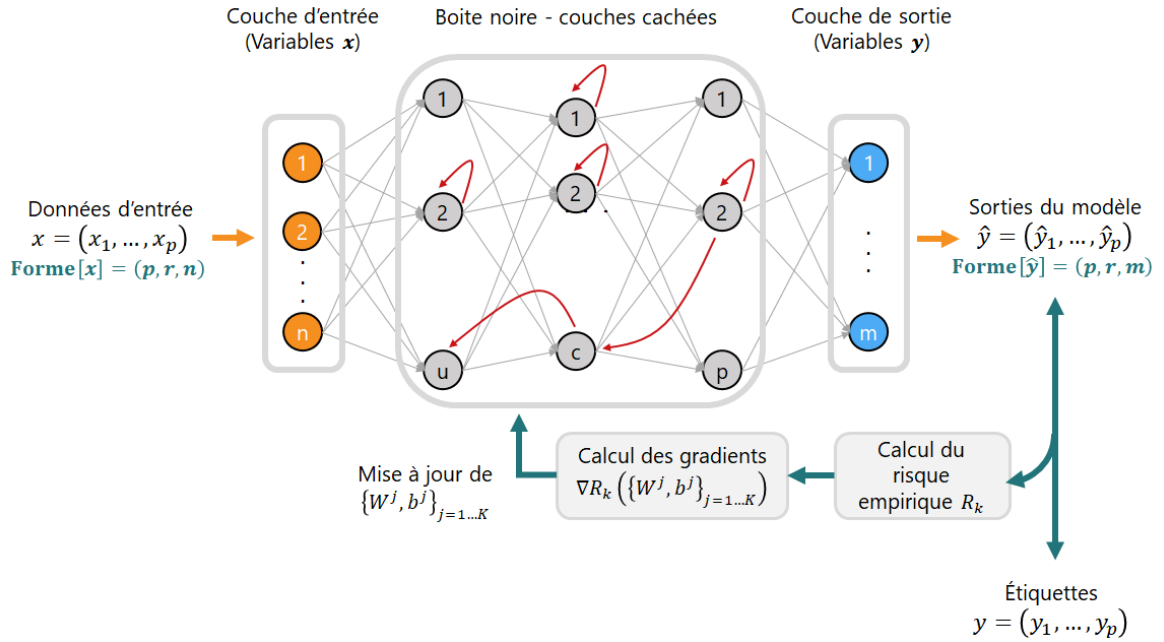 Couche d'entrée
(Variables x)
Boite noire - couches cachées
Couche de sortie
(Variables y)
1
2
.
.
.
n
1
2
u
1
2
... .
c
1
2
p
1
.
.
.
m
Données d'entrée
x = (x₁, ..., xₚ)
Forme[x] = (p, r, n)
Sorties du modèle
ŷ = (ŷ₁, ..., ŷₚ)
Forme[ŷ] = (p, r, m)
Mise à jour de
{Wʲ, bʲ}ⱼ₌₁...K
Calcul des gradients
∇Rₖ ({Wʲ, bʲ}ⱼ₌₁...K)
Calcul du
risque
empirique Rₖ
Étiquettes
y = (y₁, ..., yₚ)